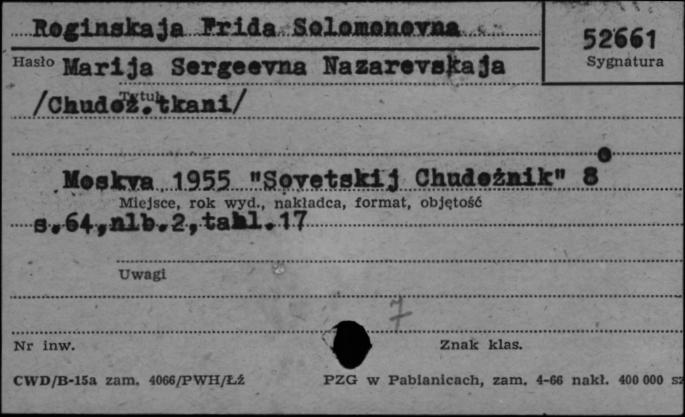 Roginskaja Frida Solomonovna
52661
Hasło Marija Sergeevna Nazarevskaja
Sygnatura
Tytuł
/Chudož.tkani/
Moskva 1955 "Sovetskij Chudožnik" 8°
Miejsce, rok wyd., nakładca, format, objętość
s.64,nlb.2,tabl.17
Uwagi
7
Nr inw.
Znak klas.
CWD/B-15a zam. 4066/PWH/Łż
PZG w Pabianicach, zam. 4-66 nakł. 400 000 sz